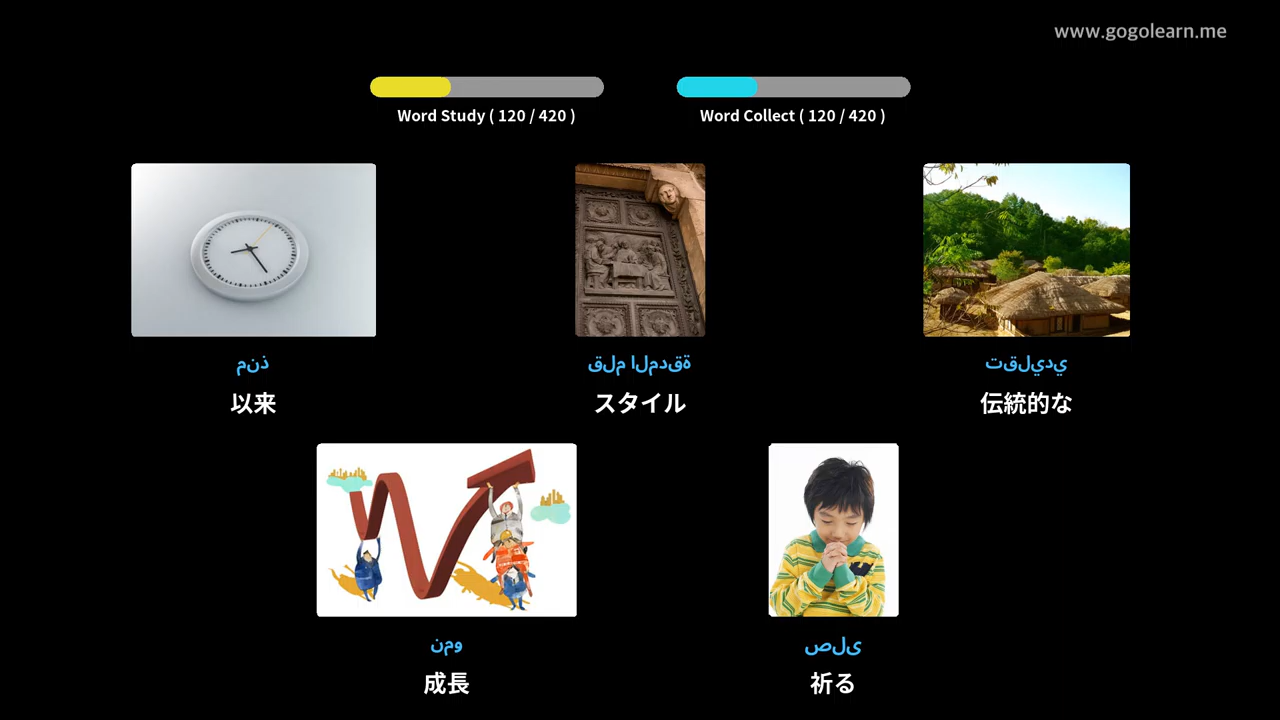 www.gogolearn.me
Word Study ( 120 / 420 )
Word Collect ( 120 / 420 )
منذ
以来
قلم المدقة
スタイル
تقليدي
伝統的な
نمو
成長
صلى
祈る